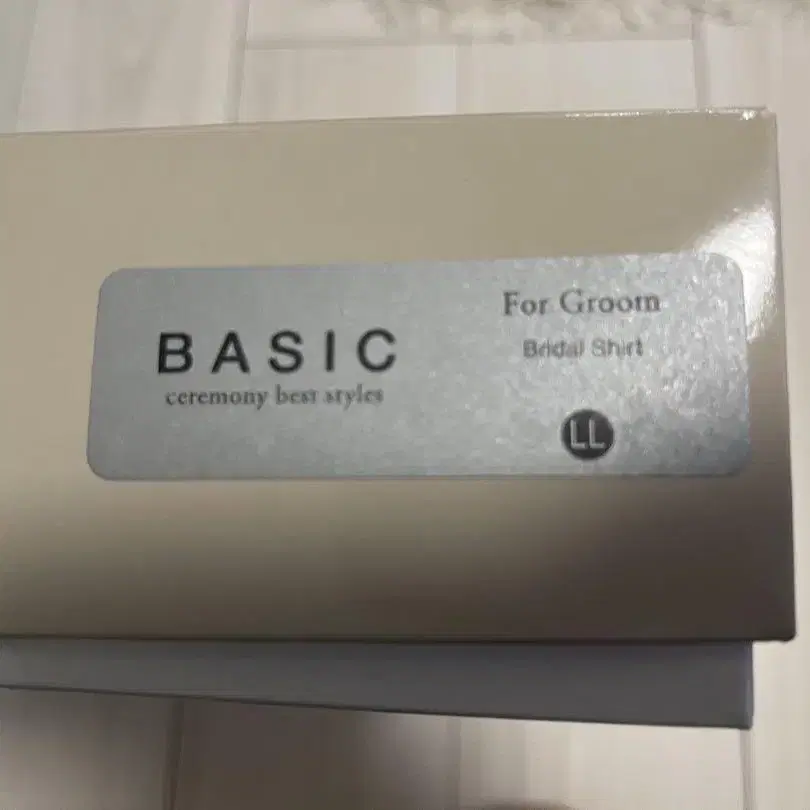 BASIC
ceremony best styles
For Groom
Bridal Shirt
LL